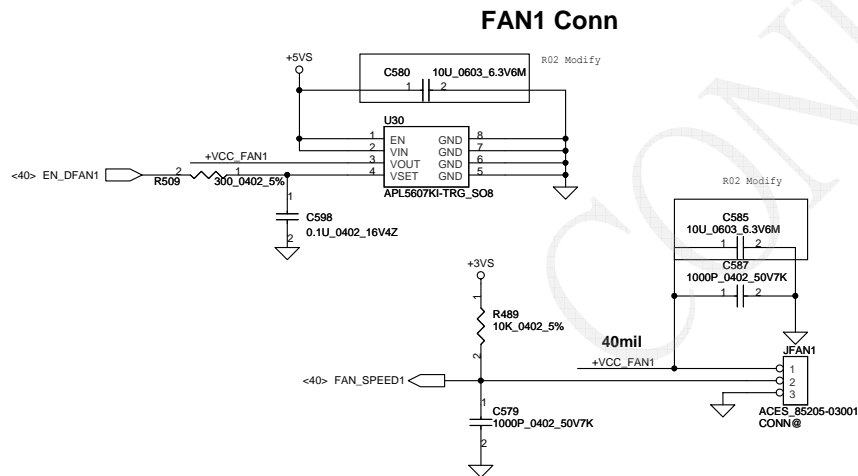 FAN1 Conn
+5VS
R02 Modify
C580
10U_0603_6.3V6M
1 2
U30
1 EN GND 8
2 VIN GND 7
3 VOUT GND 6
4 VSET GND 5
APL5607KI-TRG_SO8
+VCC_FAN1
<40> EN_DFAN1
2 1
R509 300_0402_5%
1
C598
0.1U_0402_16V4Z
2
R02 Modify
C585
10U_0603_6.3V6M
1 2
C587
1000P_0402_50V7K
1 2
+3VS
1
R489
10K_0402_5%
2
40mil
+VCC_FAN1
JFAN1
1
2
3
ACES_85205-03001
CONN@
<40> FAN_SPEED1
1
C579
1000P_0402_50V7K
2
CONF